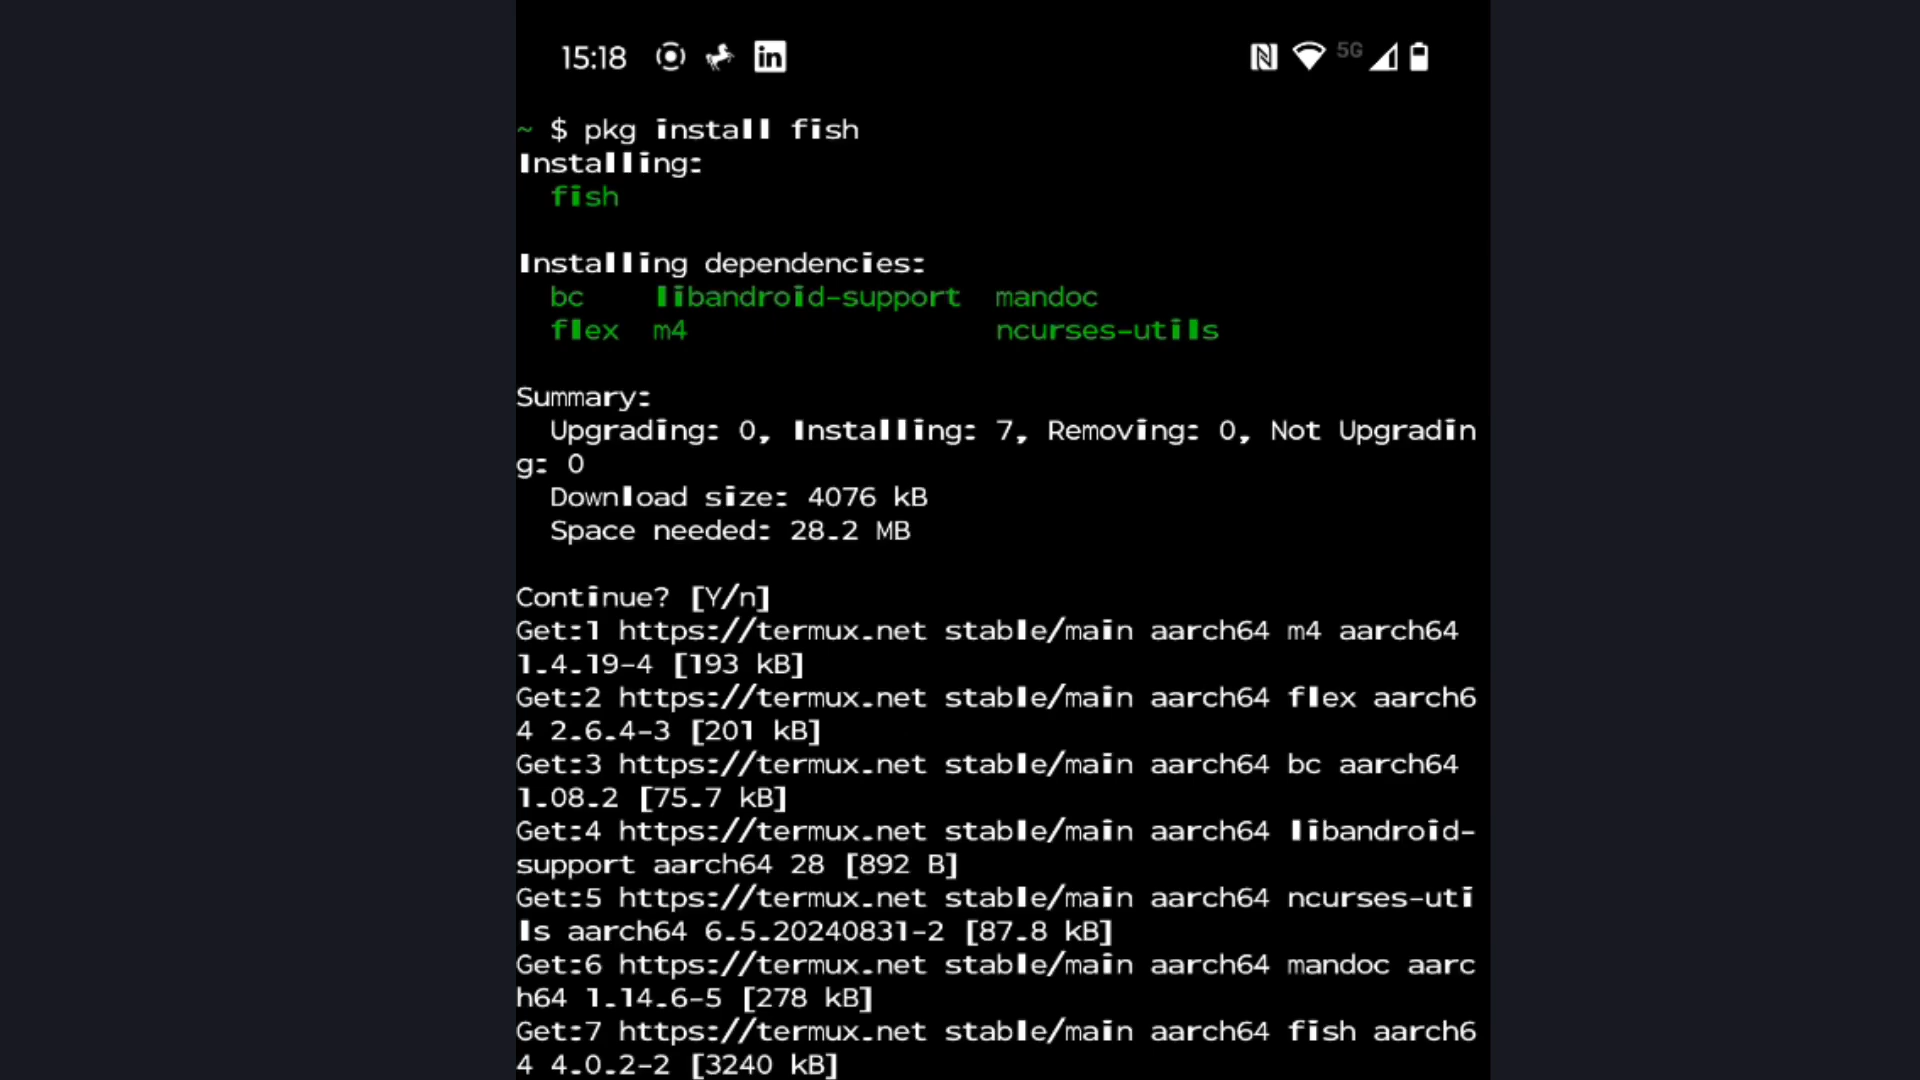 15:18 in 5G
~ $ pkg install fish
Installing:
fish
Installing dependencies:
bc libandroid-support mandoc
flex m4 ncurses-utils
Summary:
Upgrading: 0, Installing: 7, Removing: 0, Not Upgradin
g: 0
Download size: 4076 kB
Space needed: 28.2 MB
Continue? [Y/n]
Get:1 https://termux.net stable/main aarch64 m4 aarch64
1.4.19-4 [193 kB]
Get:2 https://termux.net stable/main aarch64 flex aarch6
4 2.6.4-3 [201 kB]
Get:3 https://termux.net stable/main aarch64 bc aarch64
1.08.2 [75.7 kB]
Get:4 https://termux.net stable/main aarch64 libandroid-
support aarch64 28 [892 B]
Get:5 https://termux.net stable/main aarch64 ncurses-uti
ls aarch64 6.5.20240831-2 [87.8 kB]
Get:6 https://termux.net stable/main aarch64 mandoc aarc
h64 1.14.6-5 [278 kB]
Get:7 https://termux.net stable/main aarch64 fish aarch6
4 4.0.2-2 [3240 kB]